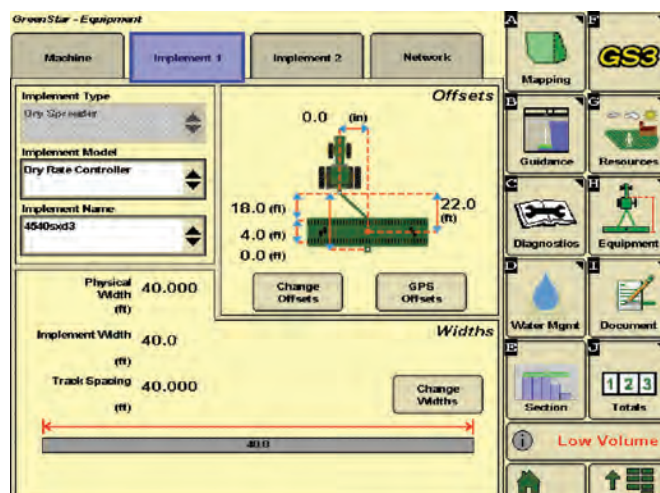 GreenStar - Equipment
Machine
Implement 1
Implement 2
Network
Implement Type
Dry Spreader
Implement Model
Dry Rate Controller
Implement Name
4540sxd3
Offsets
0.0 (in)
18.0 (ft)
4.0 (ft)
0.0 (ft)
22.0
(ft)
Change
Offsets
GPS
Offsets
Physical
Width
(ft)
40.000
Implement Width
(ft)
40.0
Track Spacing
(ft)
40.000
Widths
Change
Widths
40.0
A
Mapping
F
GS3
B
Guidance
G
Resources
C
Diagnostics
H
Equipment
D
Water Mgmt
I
Document
E
Section
J
1 2 3
Totals
Low Volume